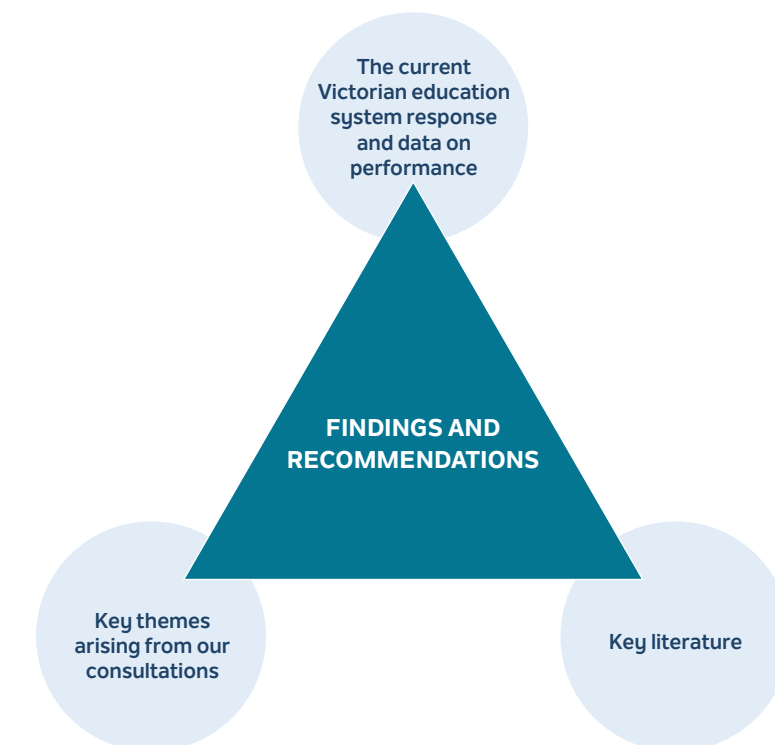 The current
Victorian education
system response
and data on
performance
FINDINGS AND
RECOMMENDATIONS
Key themes
arising from our
consultations
Key literature